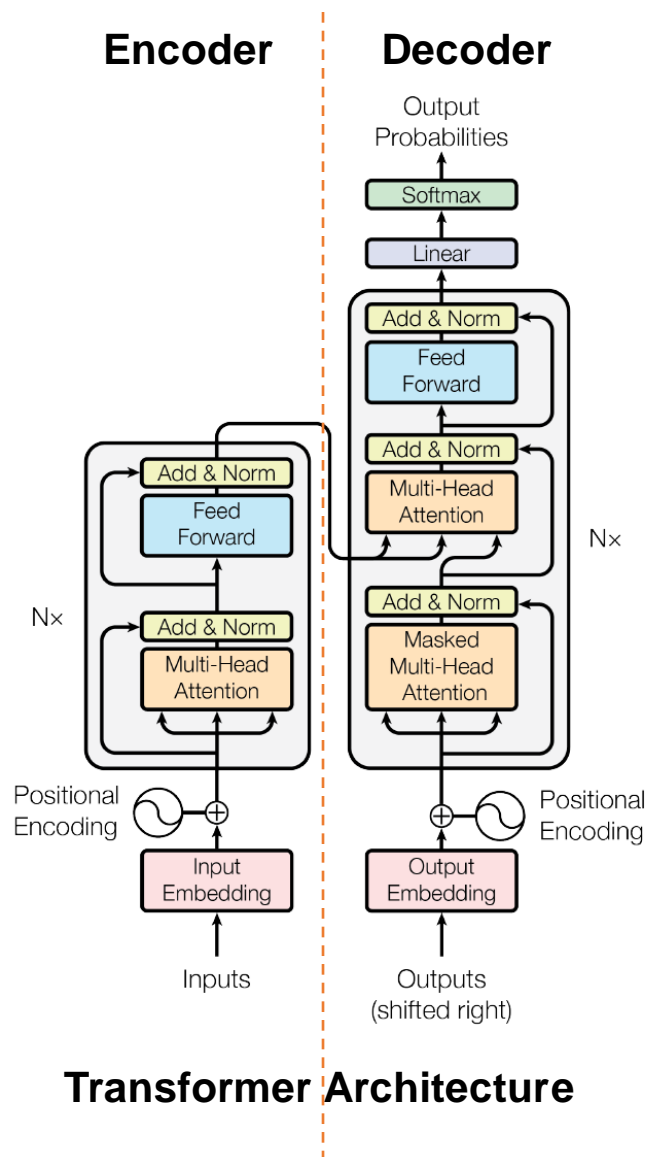 Encoder
Decoder
Output
Probabilities
Softmax
Linear
Add & Norm
Feed
Forward
Add & Norm
Multi-Head
Attention
Add & Norm
Masked
Multi-Head
Attention
N×
Add & Norm
Feed
Forward
Add & Norm
Multi-Head
Attention
N×
Positional
Encoding
Positional
Encoding
Input
Embedding
Output
Embedding
Inputs
Outputs
(shifted right)
Transformer Architecture